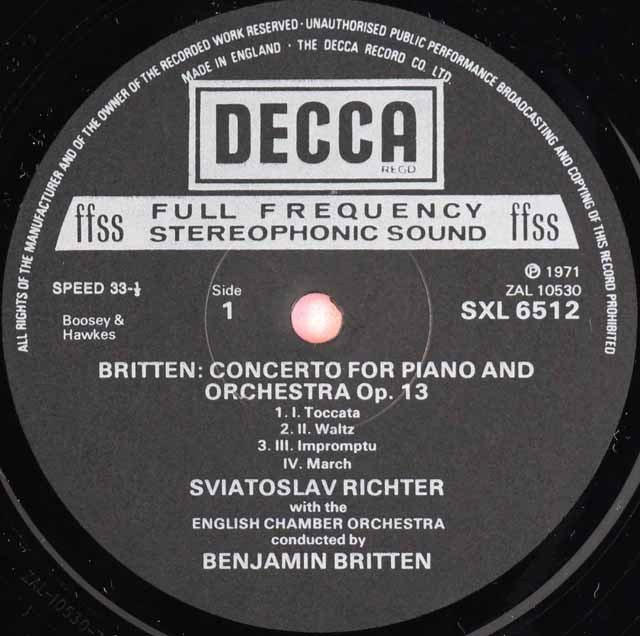 ALL RIGHTS OF THE MANUFACTURER AND OF THE OWNER OF THE RECORDED WORK RESERVED · UNAUTHORISED PUBLIC PERFORMANCE BROADCASTING AND COPYING OF THIS RECORD PROHIBITED
MADE IN ENGLAND · THE DECCA RECORD CO. LTD.
DECCA
REGD
ffss FULL FREQUENCY STEREOPHONIC SOUND ffss
SPEED 33-⅓
Boosey &
Hawkes
Side
1
℗ 1971
ZAL 10530
SXL 6512
BRITTEN: CONCERTO FOR PIANO AND
ORCHESTRA Op. 13
1. I. Toccata
2. II. Waltz
3. III. Impromptu
IV. March
SVIATOSLAV RICHTER
with the
ENGLISH CHAMBER ORCHESTRA
conducted by
BENJAMIN BRITTEN
ZAL-10530-